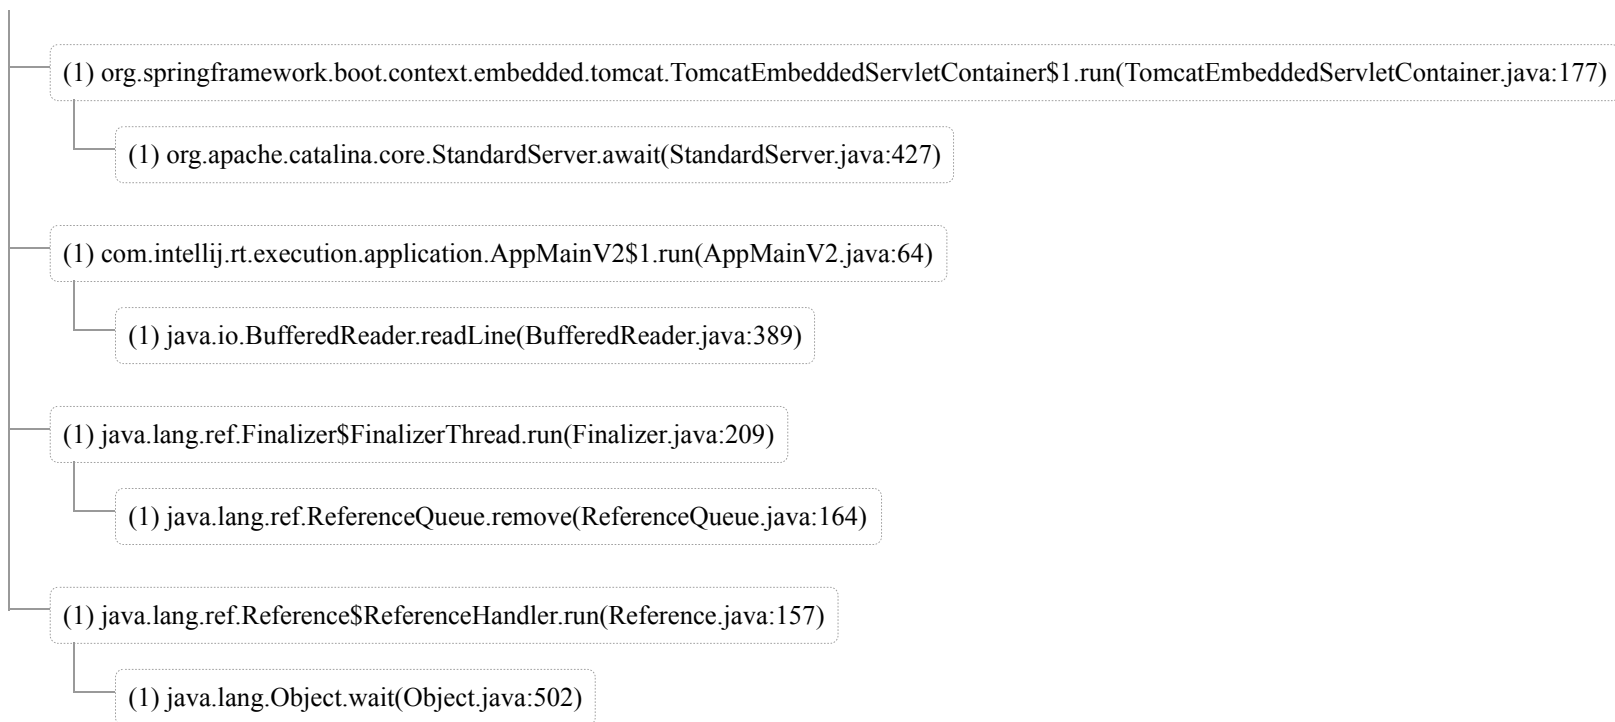 (1) org.springframework.boot.context.embedded.tomcat.TomcatEmbeddedServletContainer$1.run(TomcatEmbeddedServletContainer.java:177)
(1) org.apache.catalina.core.StandardServer.await(StandardServer.java:427)
(1) com.intellij.rt.execution.application.AppMainV2$1.run(AppMainV2.java:64)
(1) java.io.BufferedReader.readLine(BufferedReader.java:389)
(1) java.lang.ref.Finalizer$FinalizerThread.run(Finalizer.java:209)
(1) java.lang.ref.ReferenceQueue.remove(ReferenceQueue.java:164)
(1) java.lang.ref.Reference$ReferenceHandler.run(Reference.java:157)
(1) java.lang.Object.wait(Object.java:502)